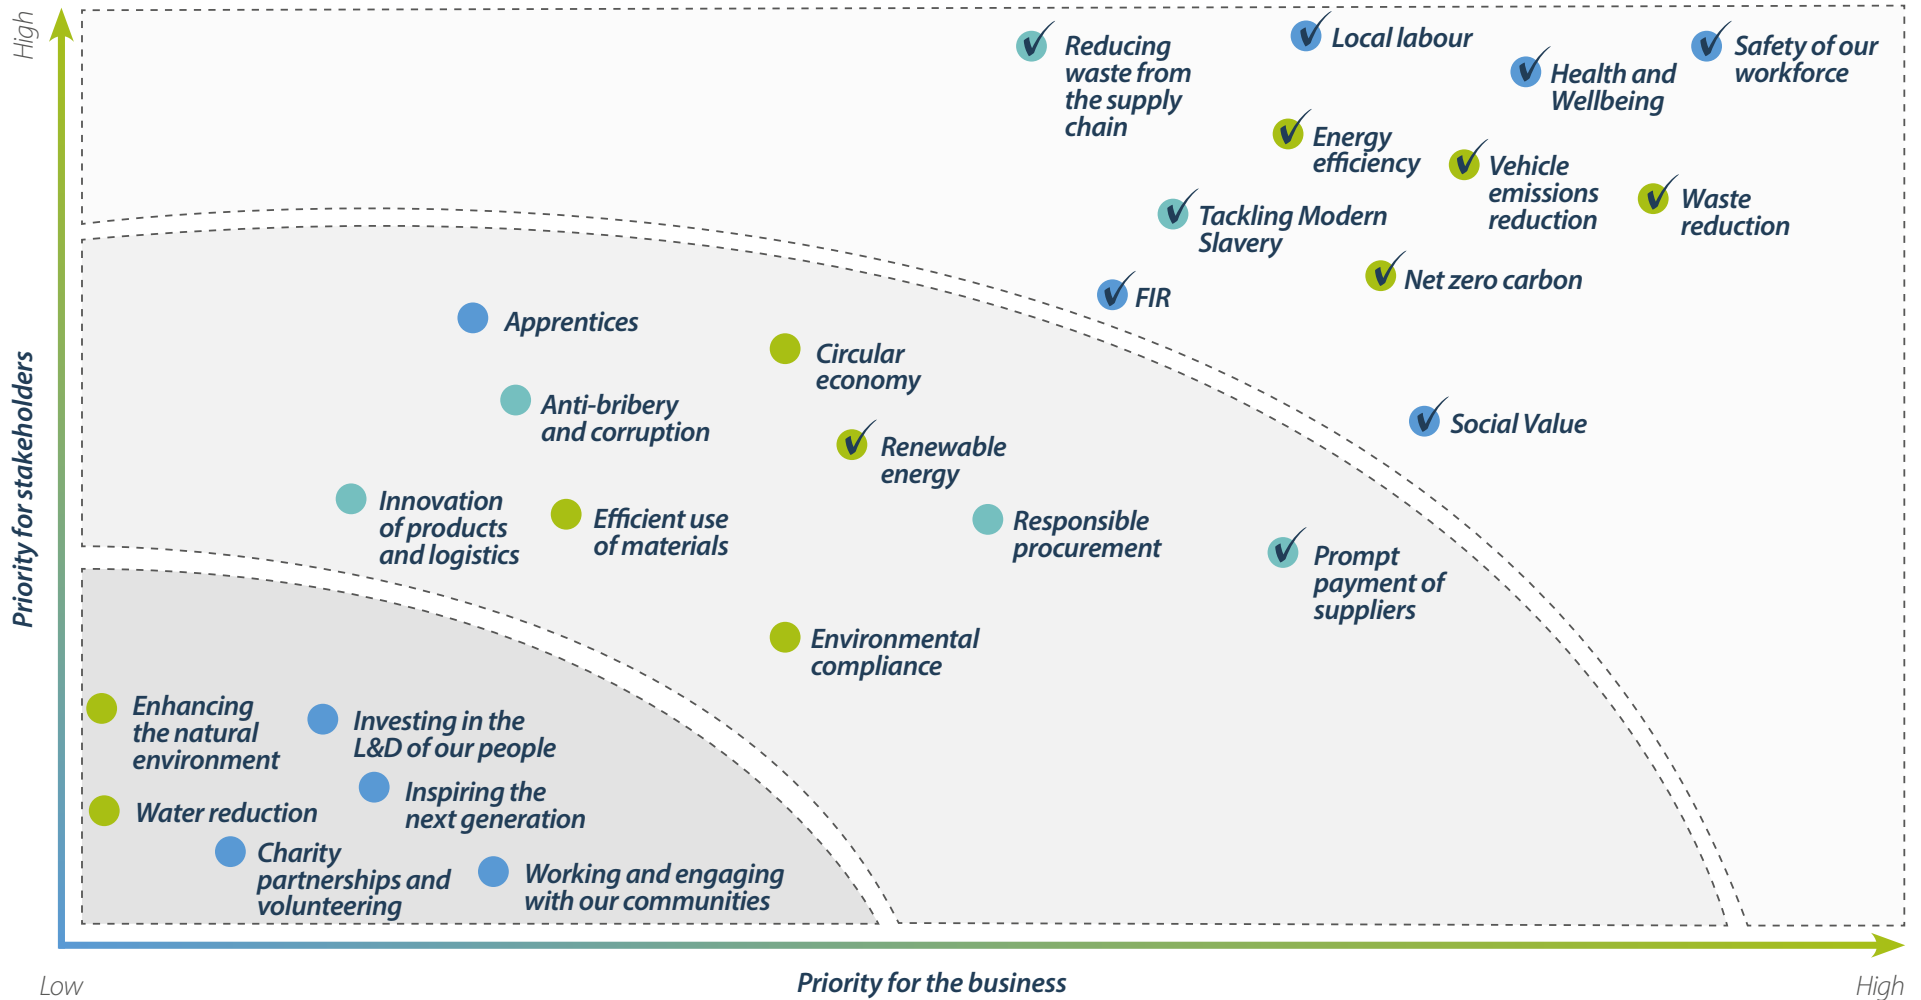 High
Priority for stakeholders
Reducing
waste from
the supply
chain
Local labour
Health and
Wellbeing
Safety of our
workforce
Energy
efficiency
Vehicle
emissions
reduction
Waste
reduction
Tackling Modern
Slavery
Net zero carbon
FIR
Apprentices
Circular
economy
Anti-bribery
and corruption
Renewable
energy
Social Value
Innovation
of products
and logistics
Efficient use
of materials
Responsible
procurement
Prompt
payment of
suppliers
Environmental
compliance
Enhancing
the natural
environment
Investing in the
L&D of our people
Inspiring the
next generation
Water reduction
Charity
partnerships and
volunteering
Working and engaging
with our communities
Low
Priority for the business
High